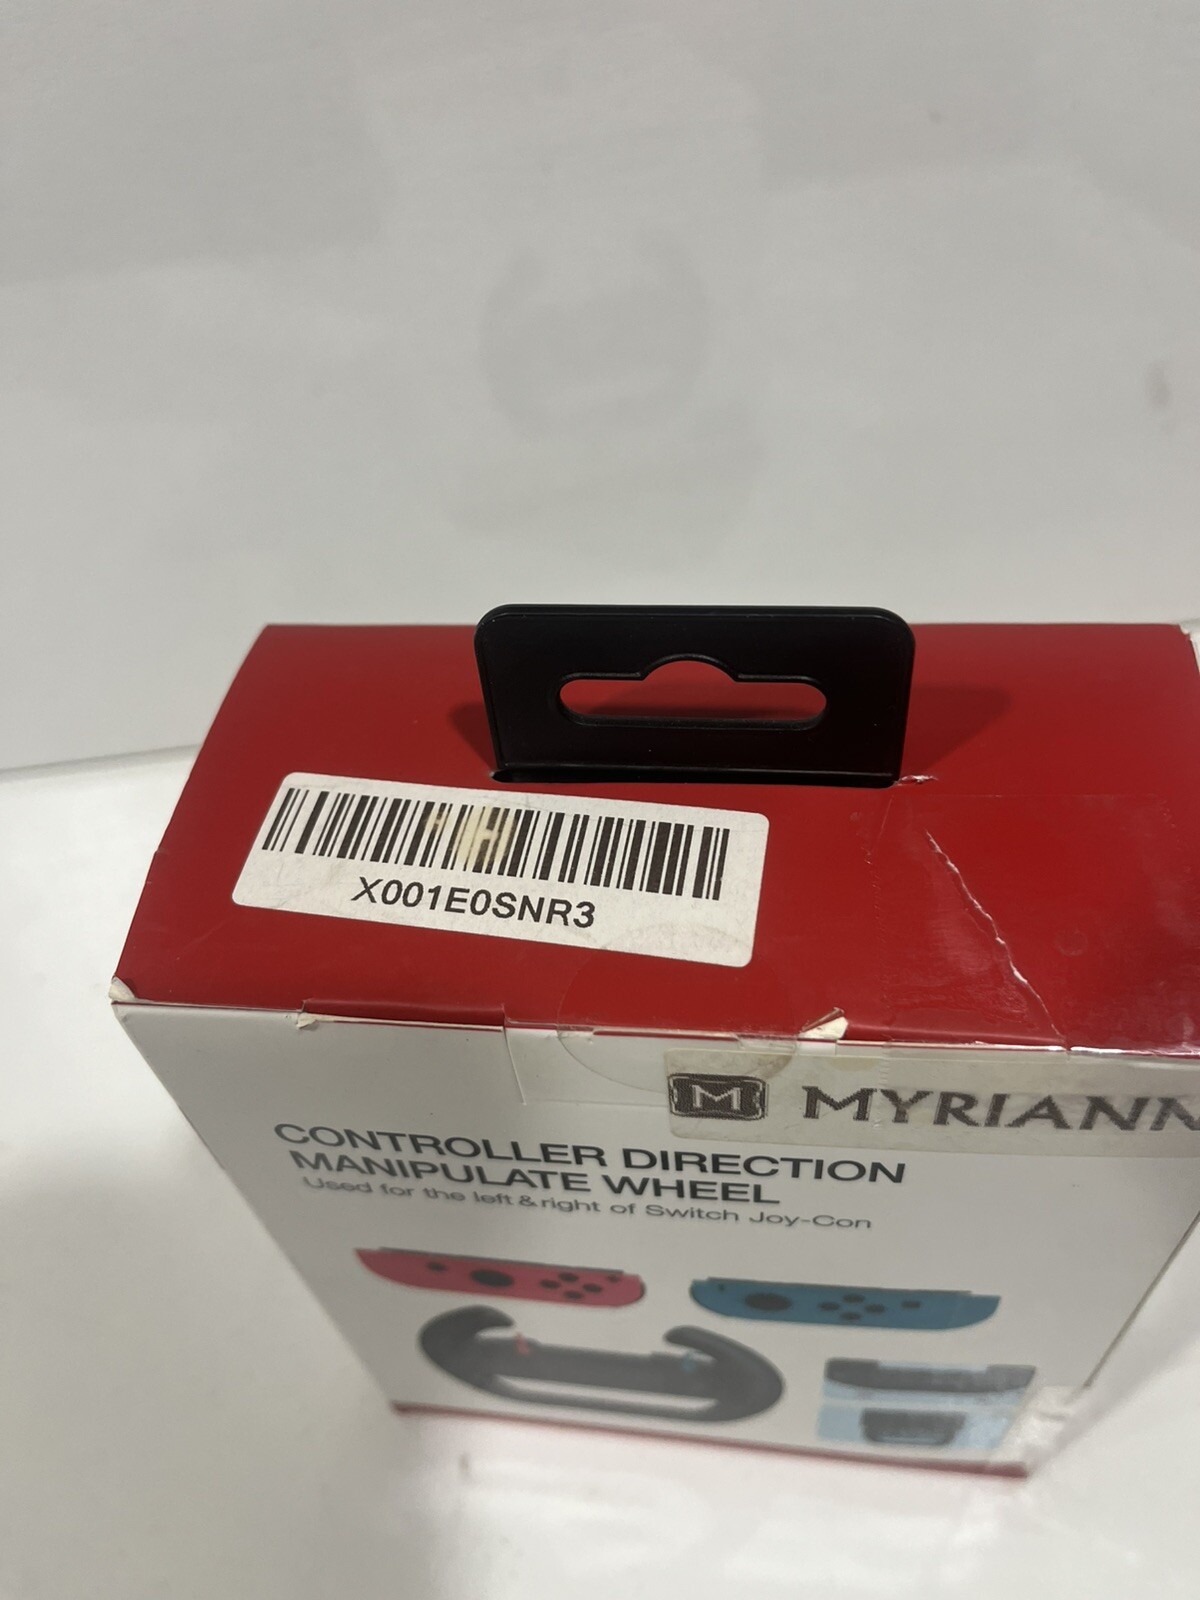 X001E0SNR3
M MYRIANN
CONTROLLER DIRECTION
MANIPULATE WHEEL
Used for the left & right of Switch Joy-Con